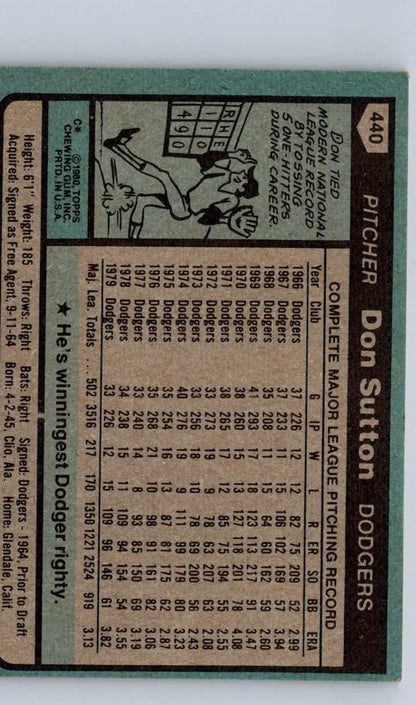 440
PITCHER Don Sutton DODGERS
DON TIED
MODERN NATIONAL
LEAGUE RECORD
BY TOSSING
5 ONE-HITTERS
DURING CAREER.
R H E
0 1 0
4 9 0
C* ©1980, TOPPS
CHEWING GUM, INC.
PRTD. IN U.S.A.
COMPLETE MAJOR LEAGUE PITCHING RECORD
Year Club G IP W L R ER SO BB ERA
1966 Dodgers 37 226 12 12 82 75 209 52 2.99
1967 Dodgers 37 233 11 15 106 102 169 57 3.94
1968 Dodgers 35 208 11 15 64 60 162 59 2.60
1969 Dodgers 41 293 17 18 123 113 217 91 3.47
1970 Dodgers 38 260 15 13 127 118 201 78 4.08
1971 Dodgers 38 265 17 12 85 75 194 55 2.55
1972 Dodgers 33 273 19 9 78 63 207 63 2.08
1973 Dodgers 33 256 18 10 78 69 200 56 2.43
1974 Dodgers 40 276 19 9 111 99 179 80 3.23
1975 Dodgers 35 254 16 13 87 81 175 62 2.87
1976 Dodgers 35 268 21 10 98 91 161 82 3.06
1977 Dodgers 33 240 14 8 93 85 150 69 3.19
1978 Dodgers 34 238 15 11 109 94 154 54 3.55
1979 Dodgers 33 226 12 15 109 96 146 61 3.82
Maj. Lea. Totals ... 502 3516 217 170 1350 1221 2524 919 3.13
★ He's winningest Dodger righty.
Height: 6'1" Weight: 185 Throws: Right Bats: Right Signed: Dodgers - 1964, Prior to Draft
Acquired: Signed as Free Agent, 9-11-64 Born: 4-2-45, Clio, Ala. Home: Glendale, Calif.